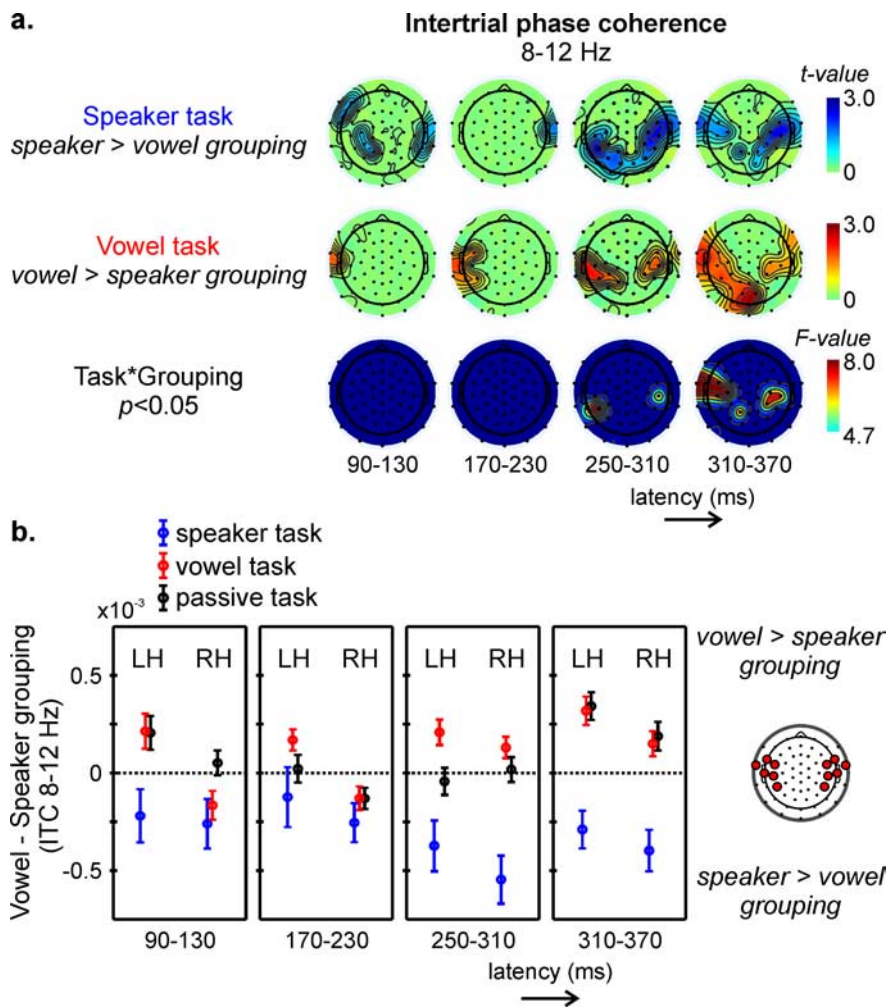 a.
Intertrial phase coherence
8-12 Hz
t-value
Speaker task
speaker > vowel grouping
3.0
0
Vowel task
vowel > speaker grouping
3.0
0
F-value
Task*Grouping
p<0.05
8.0
4.7
90-130 170-230 250-310 310-370
latency (ms)
b.
speaker task
vowel task
passive task
x10-3
Vowel - Speaker grouping
(ITC 8-12 Hz)
0.5
0
-0.5
LH RH LH RH LH RH LH RH
vowel > speaker
grouping
speaker > vowel
grouping
90-130 170-230 250-310 310-370
latency (ms)